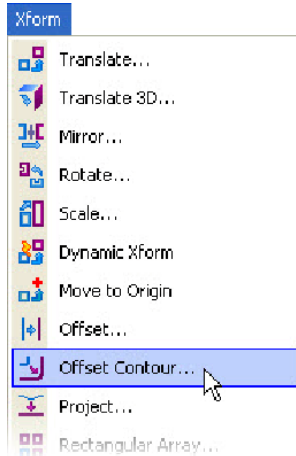 Xform
Translate...
Translate 3D...
Mirror...
Rotate...
Scale...
Dynamic Xform
Move to Origin
Offset...
Offset Contour...
Project...
Rectangular Array...